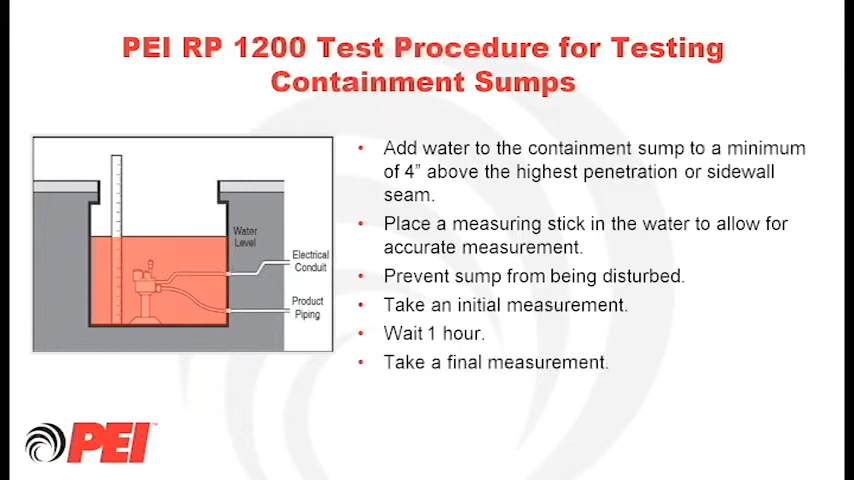 PEI RP 1200 Test Procedure for Testing
Containment Sumps
• Add water to the containment sump to a minimum
of 4” above the highest penetration or sidewall
seam.
• Place a measuring stick in the water to allow for
accurate measurement.
• Prevent sump from being disturbed.
• Take an initial measurement.
• Wait 1 hour.
• Take a final measurement.
Water
Level
Electrical
Conduit
Product
Piping
PEI™